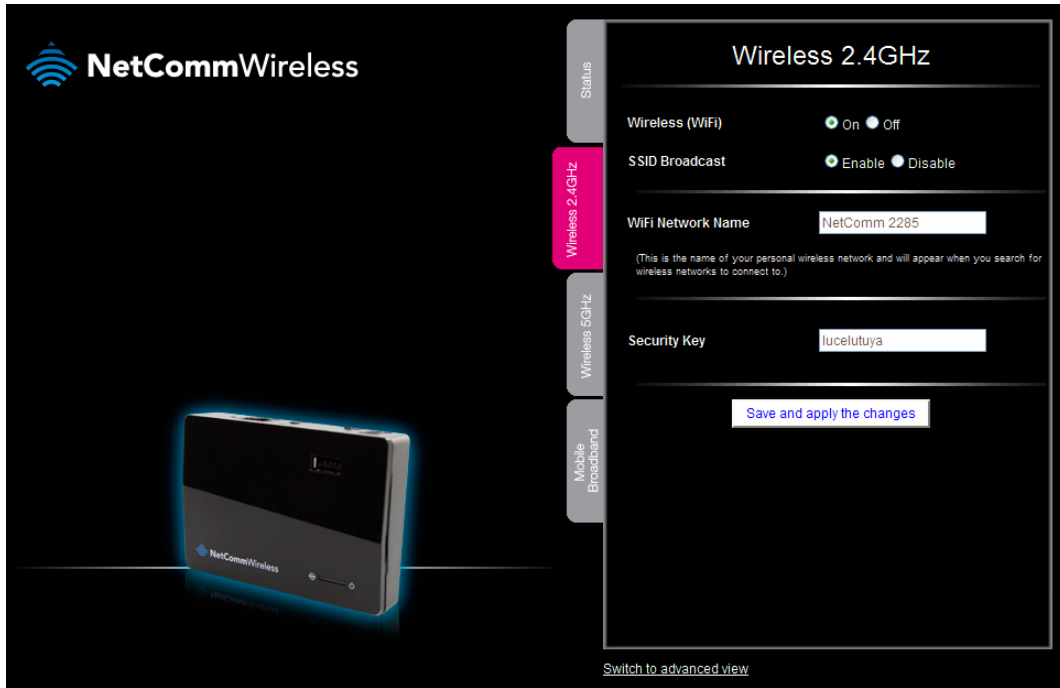 NetCommWireless
Status
Wireless 2.4GHz
Wireless 5GHz
Mobile
Broadband
Wireless 2.4GHz
Wireless (WiFi)
On Off
SSID Broadcast
Enable Disable
WiFi Network Name
NetComm 2285
(This is the name of your personal wireless network and will appear when you search for
wireless networks to connect to.)
Security Key
lucelutuya
Save and apply the changes
NetCommWireless
Switch to advanced view